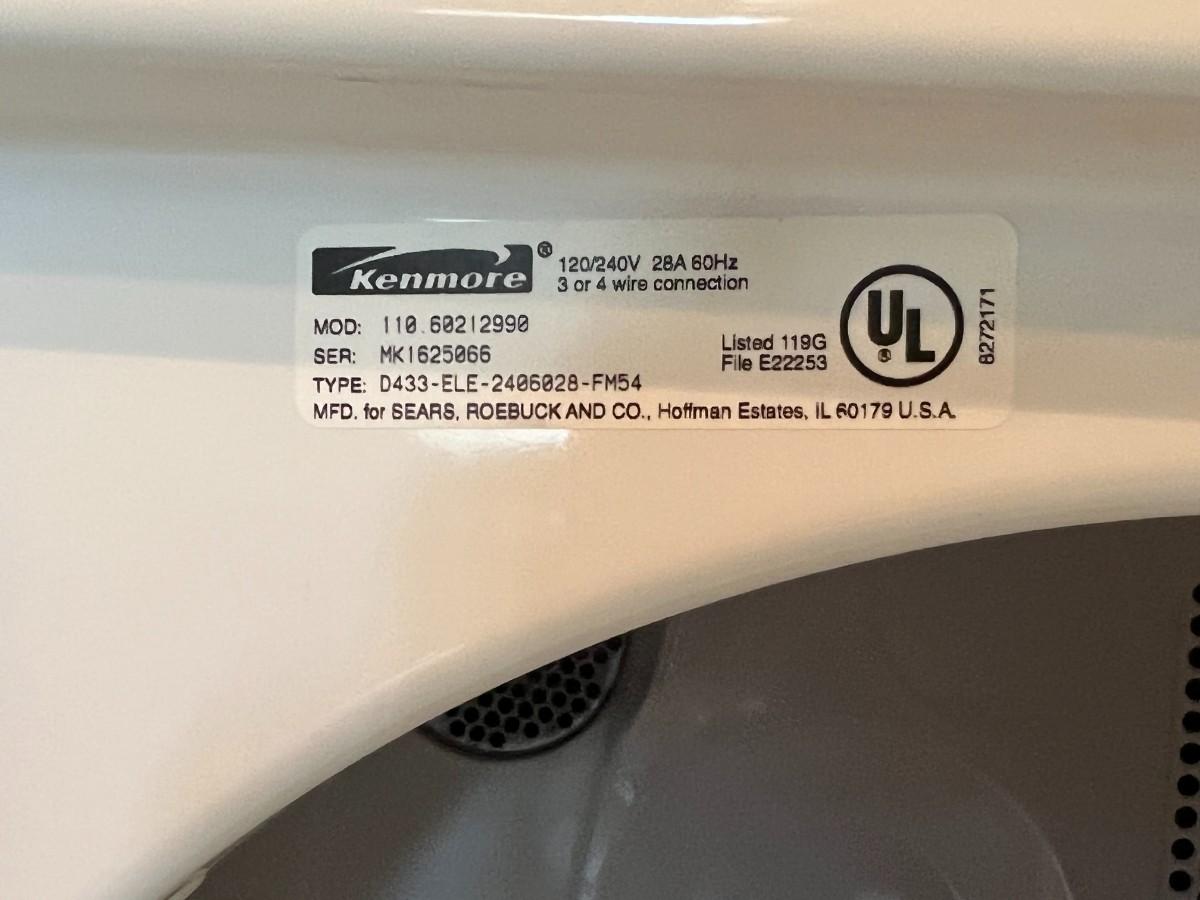 Kenmore®
120/240V 28A 60Hz
3 or 4 wire connection
MOD: 110.60212990
SER: MK1625066
TYPE: D433-ELE-2406028-FM54
MFD. for SEARS, ROEBUCK AND CO., Hoffman Estates, IL 60179 U.S.A.
Listed 119G
File E22253
UL®
8272171